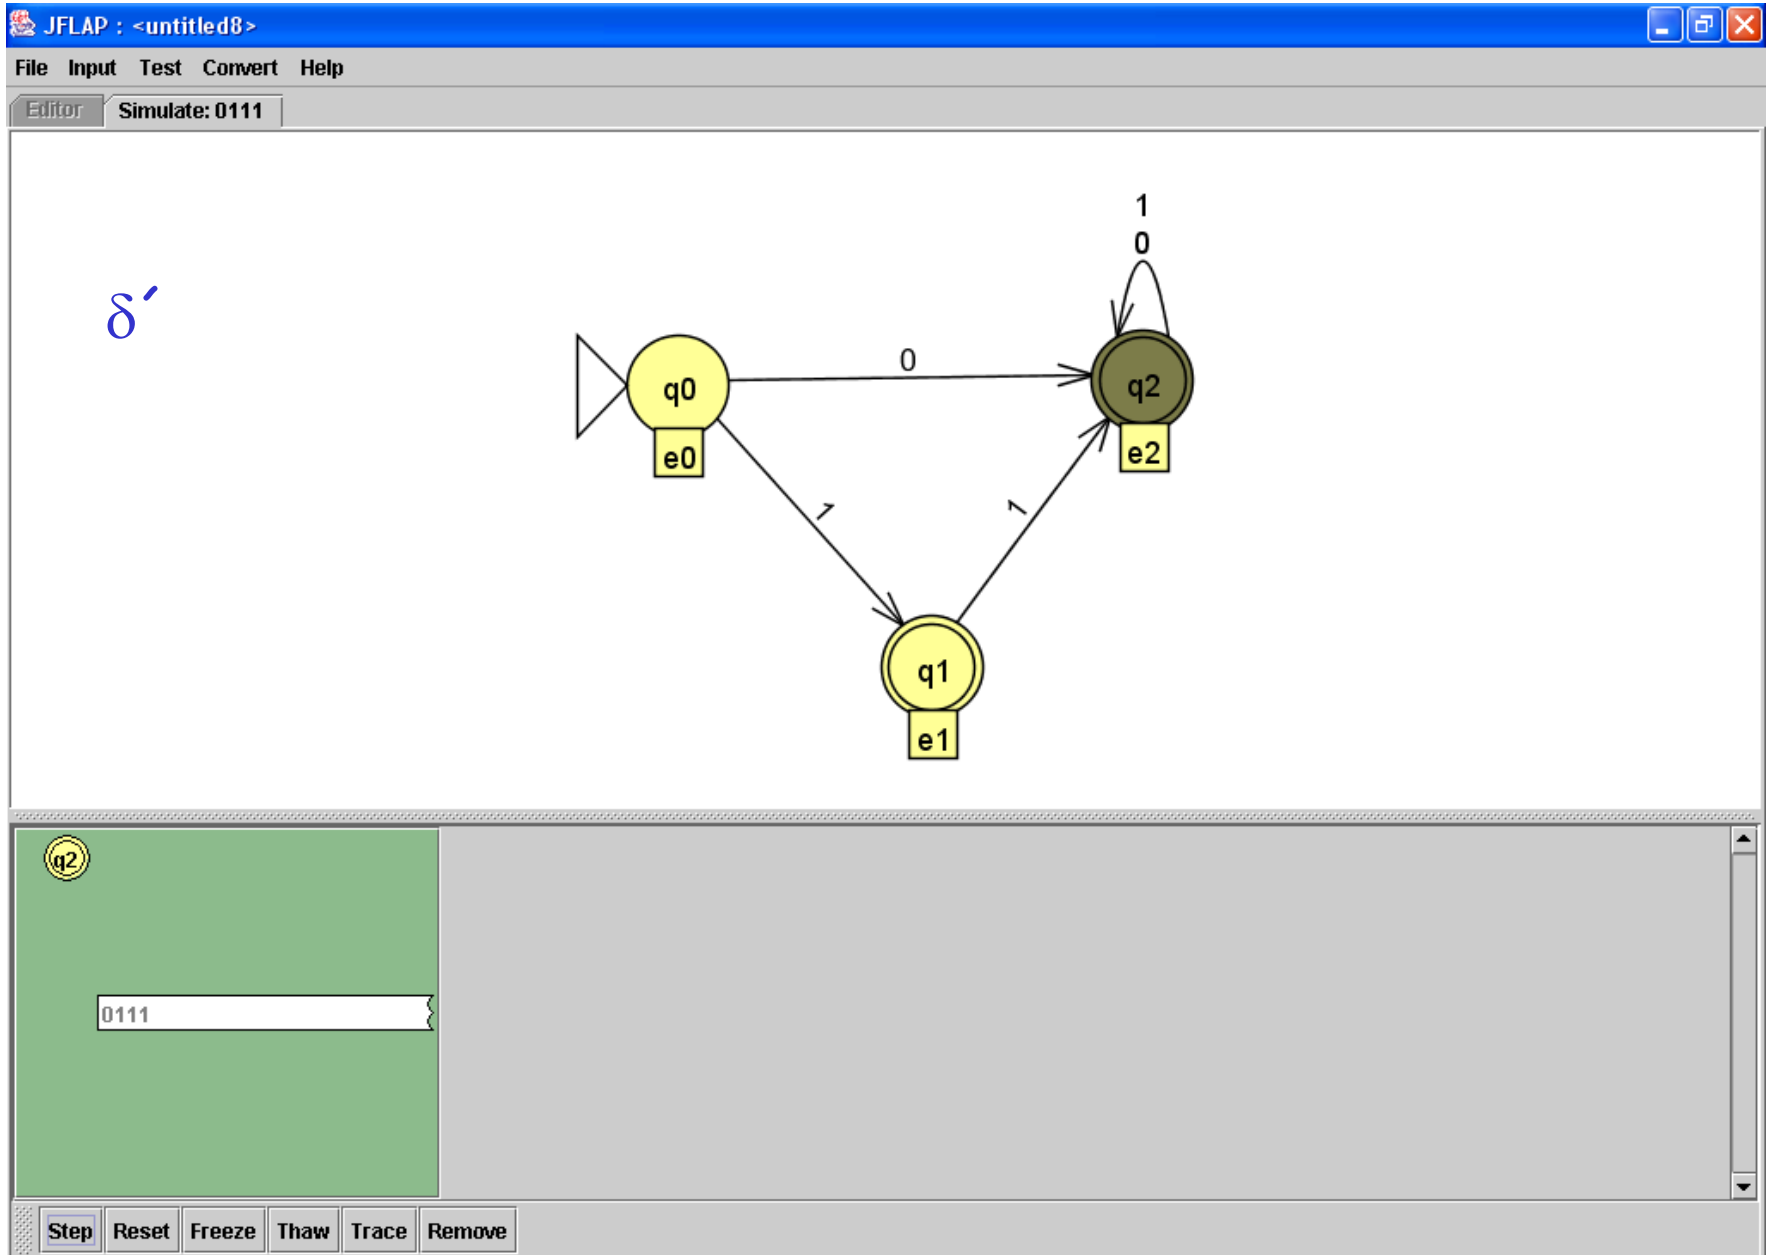 JFLAP : <untitled8>
File Input Test Convert Help
Editor Simulate: 0111
1
0
δ´
0
q0
q2
e0
e2
1
1
q1
e1
q2
0111
Step Reset Freeze Thaw Trace Remove